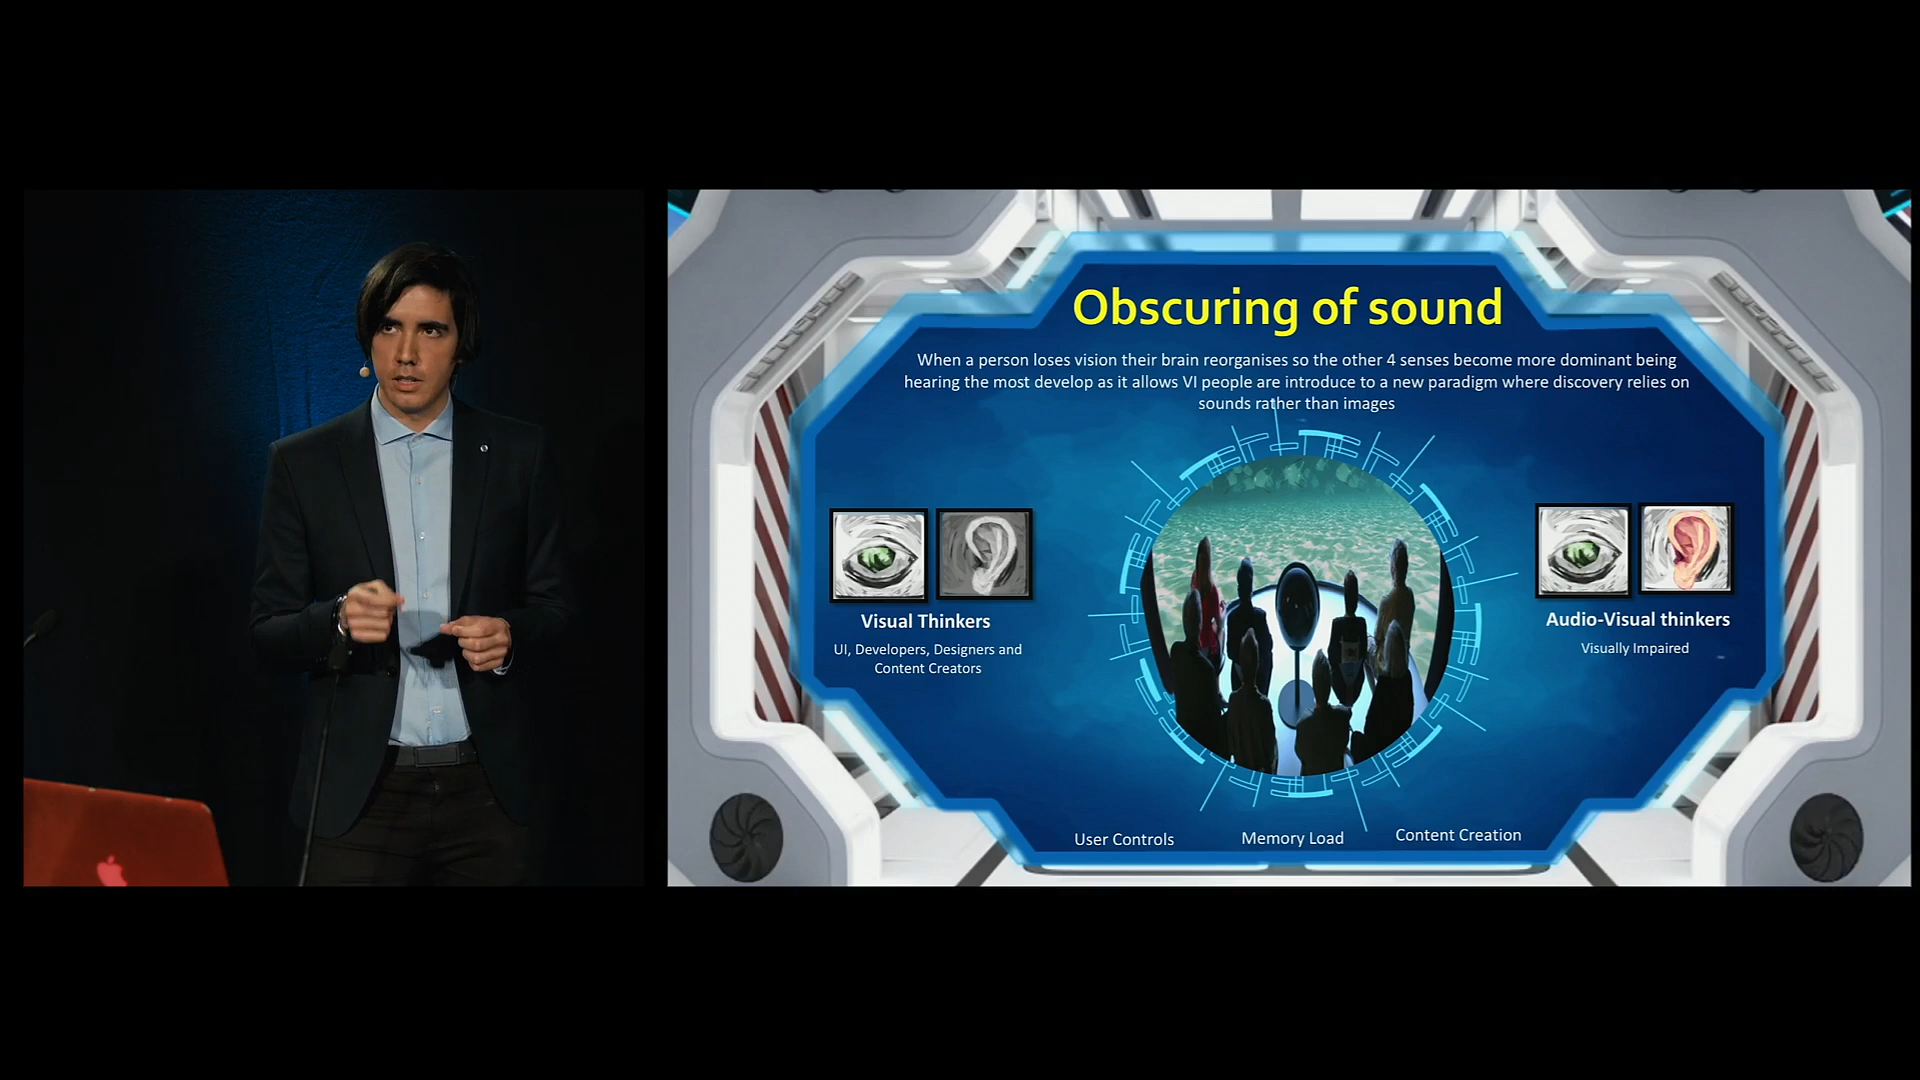 Obscuring of sound
When a person loses vision their brain reorganises so the other 4 senses become more dominant being
hearing the most develop as it allows VI people are introduce to a new paradigm where discovery relies on
sounds rather than images
Visual Thinkers
UI, Developers, Designers and
Content Creators
Audio-Visual thinkers
Visually Impaired
User Controls
Memory Load
Content Creation